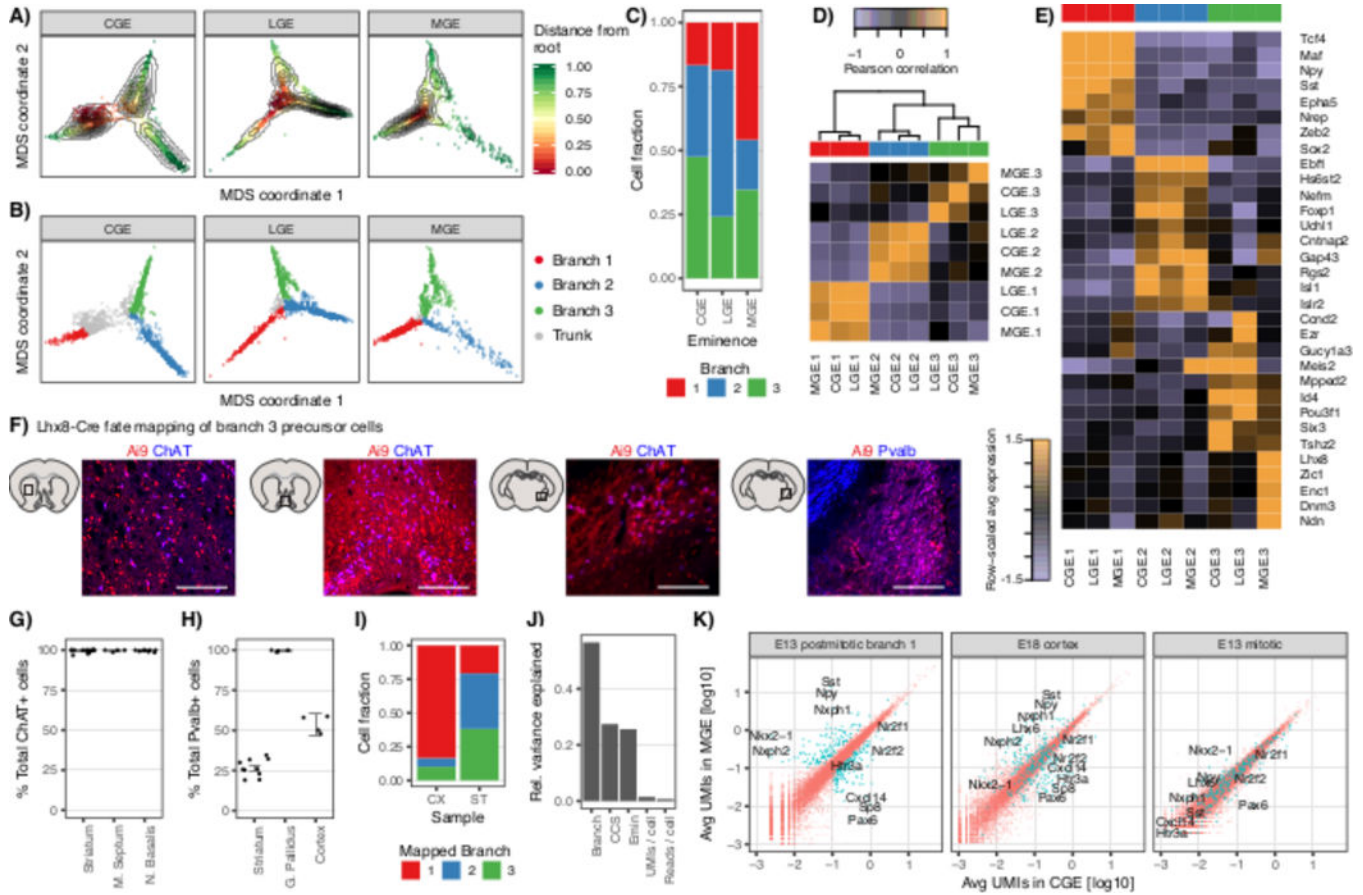 A)
CGE
LGE
MGE
MDS coordinate 2
MDS coordinate 1
Distance from
root
1.00
0.75
0.50
0.25
0.00
B)
CGE
LGE
MGE
MDS coordinate 2
MDS coordinate 1
Branch 1
Branch 2
Branch 3
Trunk
C)
Cell fraction
1.00
0.75
0.50
0.25
0.00
CGE
LGE
MGE
Eminence
Branch
1 2 3
D)
−1 0 1
Pearson correlation
MGE.3
CGE.3
LGE.3
LGE.2
CGE.2
MGE.2
LGE.1
CGE.1
MGE.1
MGE.1
CGE.1
LGE.1
MGE.2
CGE.2
LGE.2
LGE.3
CGE.3
MGE.3
E)
Tcf4
Maf
Npy
Sst
Epha5
Nrep
Zeb2
Sox2
Ebf1
Hs6st2
Nefm
Foxp1
Uchl1
Cntnap2
Gap43
Rgs2
Isl1
Islr2
Ccnd2
Ezr
Gucy1a3
Meis2
Mpped2
Id4
Pou3f1
Six3
Tshz2
Lhx8
Zic1
Enc1
Dnm3
Ndn
CGE.1
LGE.1
MGE.1
CGE.2
LGE.2
MGE.2
CGE.3
LGE.3
MGE.3
1.5
-1.5
Row−scaled avg expression
F) Lhx8-Cre fate mapping of branch 3 precursor cells
Ai9 ChAT
Ai9 ChAT
Ai9 ChAT
Ai9 Pvalb
G)
% Total ChAT+ cells
100
75
50
25
0
Striatum
M. Septum
N. Basalis
H)
% Total Pvalb+ cells
100
75
50
25
0
Striatum
G. Pallidus
Cortex
I)
Cell fraction
1.00
0.75
0.50
0.25
0.00
CX
ST
Sample
Mapped Branch
1 2 3
J)
Rel. variance explained
0.4
0.2
0.0
Branch
CCS
Emin
UMIs / cell
Reads / cell
K)
E13 postmitotic branch 1
E18 cortex
E13 mitotic
Avg UMIs in MGE [log10]
1
0
−1
−2
−3
Sst
Npy
Nxph1
Nkx2−1
Nxph2
Nr2f1
Nr2f2
Htr3a
Cxcl14
Sp8
Pax6
Sst
Npy
Nxph1
Lhx6
Nxph2
Nr2f1
Nr2f2
Cxcl14
Htr3a
Nkx2−1
Sp8
Pax6
Nkx2−1
Nr2f1
Npy
Lhx6
Nr2f2
Nxph1
Pax6
Sst
Cxcl14
Htr3a
−3 −2 −1 0 1
−3 −2 −1 0 1
−3 −2 −1 0 1
Avg UMIs in CGE [log10]